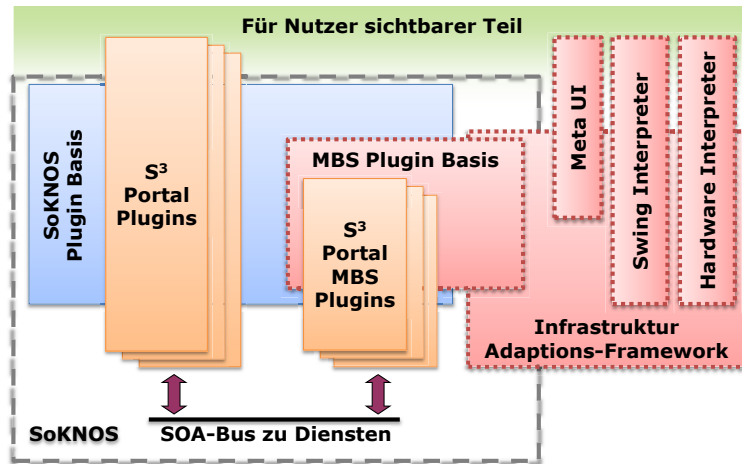 Für Nutzer sichtbarer Teil
SoKNOS
Plugin Basis
S³
Portal
Plugins
MBS Plugin Basis
S³
Portal
MBS
Plugins
Meta UI
Swing Interpreter
Hardware Interpreter
Infrastruktur
Adaptions-Framework
SoKNOS
SOA-Bus zu Diensten